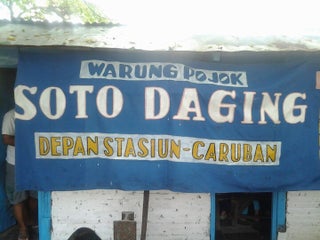 WARUNG POJOK
SOTO DAGING
DEPAN STASIUN-CARUBAN